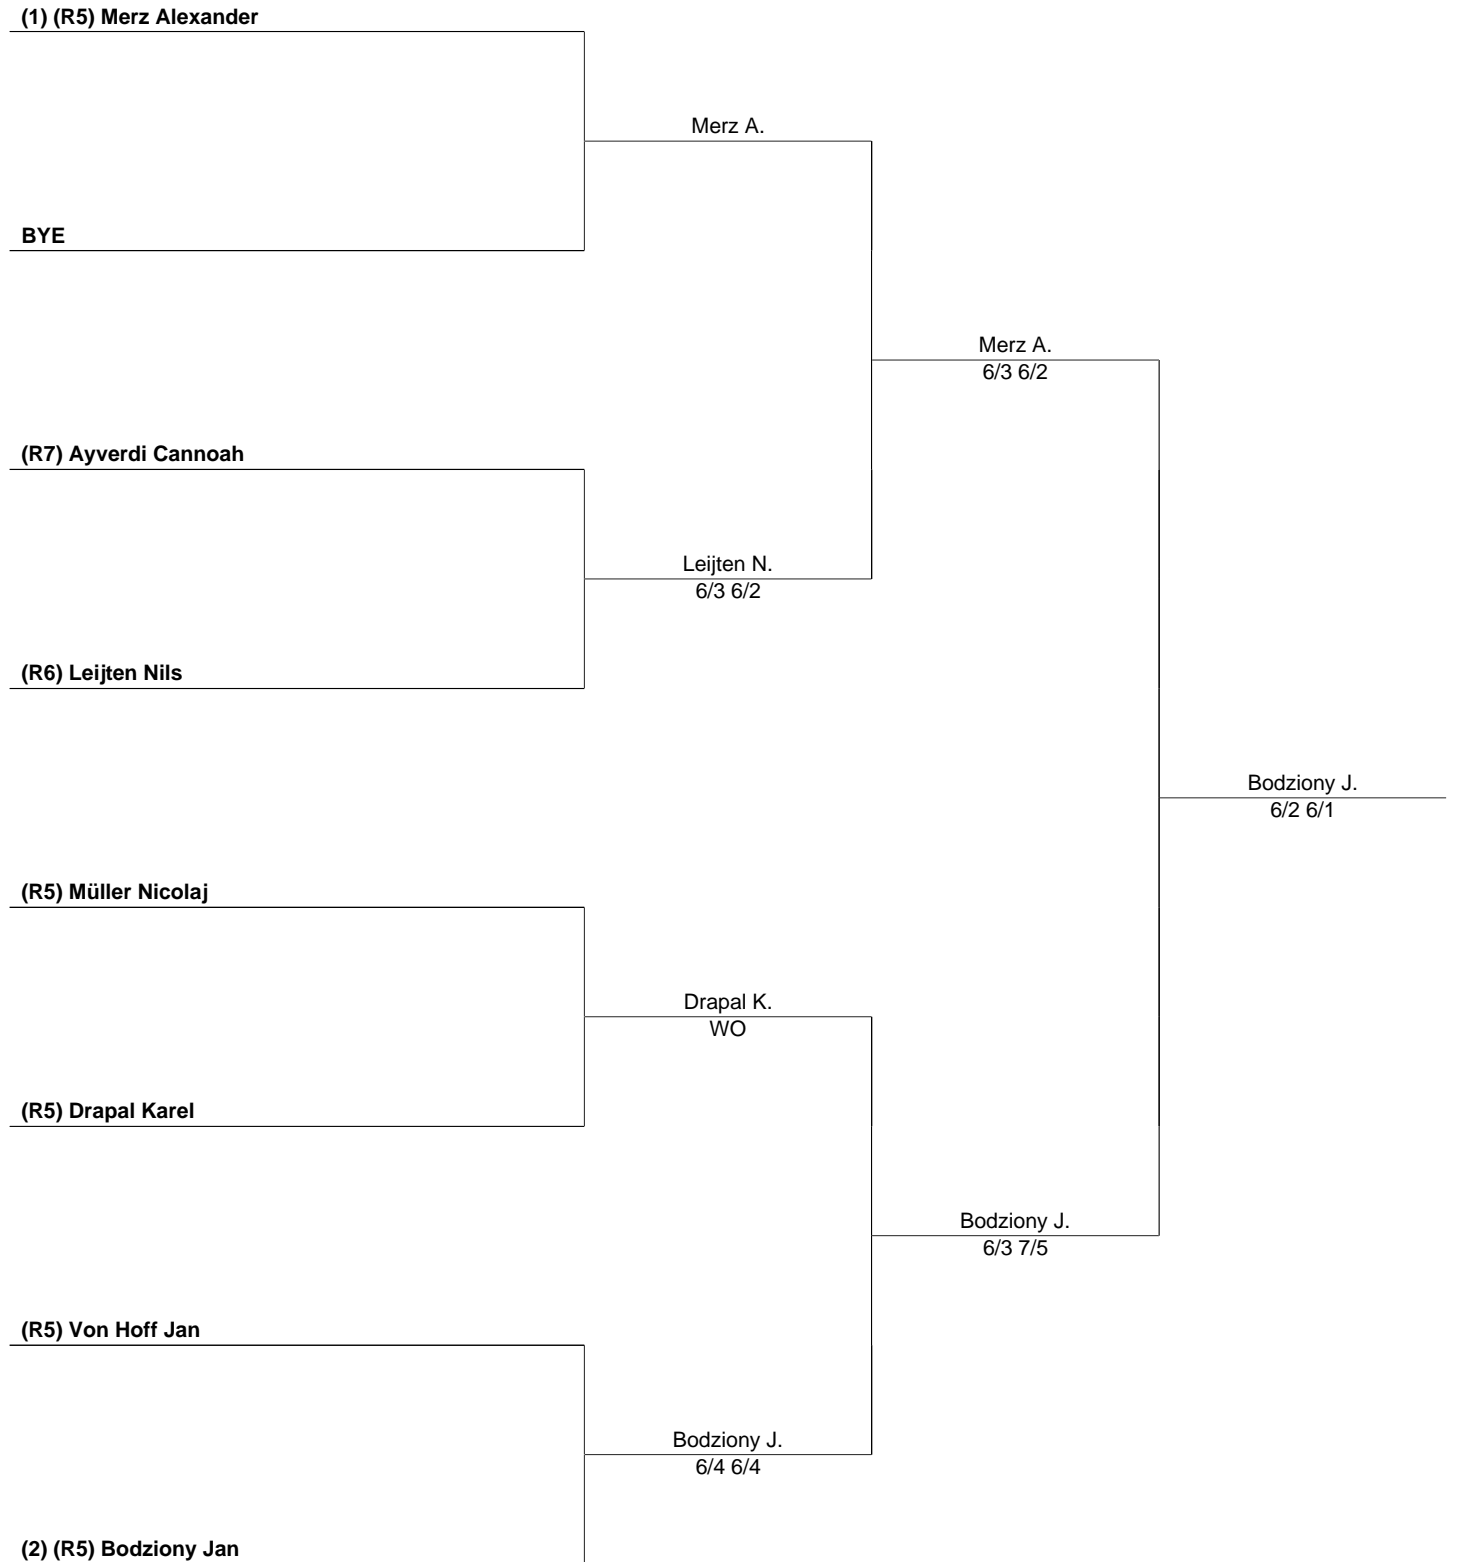 (1) (R5) Merz Alexander
Merz A.
BYE
Merz A.
6/3 6/2
(R7) Ayverdi Cannoah
Leijten N.
6/3 6/2
(R6) Leijten Nils
Bodziony J.
6/2 6/1
(R5) Müller Nicolaj
Drapal K.
WO
(R5) Drapal Karel
Bodziony J.
6/3 7/5
(R5) Von Hoff Jan
Bodziony J.
6/4 6/4
(2) (R5) Bodziony Jan